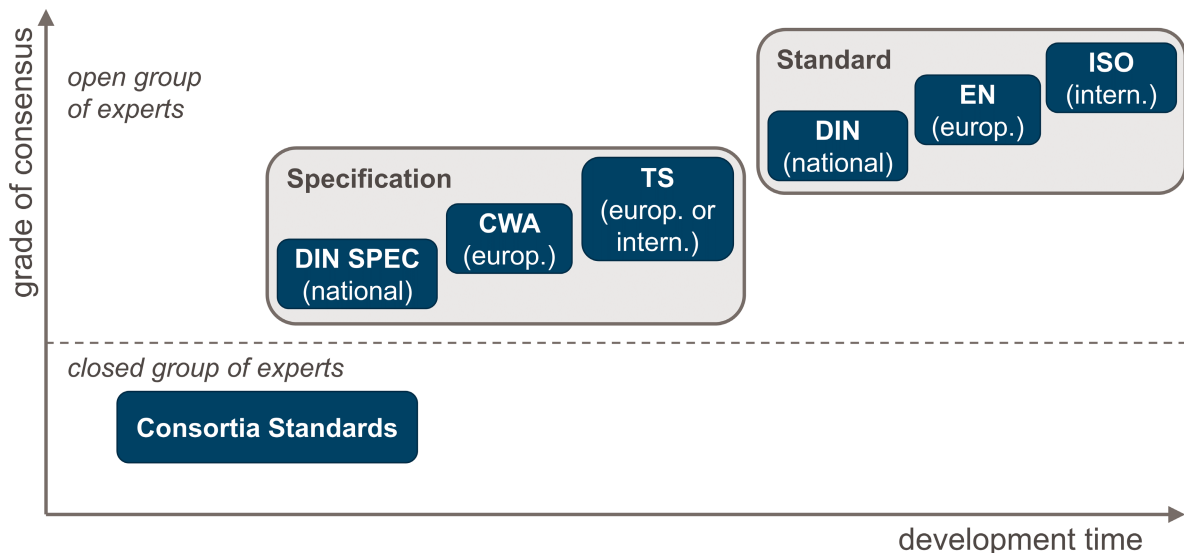 grade of consensus
open group
of experts
Standard
ISO
(intern.)
EN
(europ.)
DIN
(national)
Specification
TS
(europ. or
intern.)
CWA
(europ.)
DIN SPEC
(national)
closed group of experts
Consortia Standards
development time